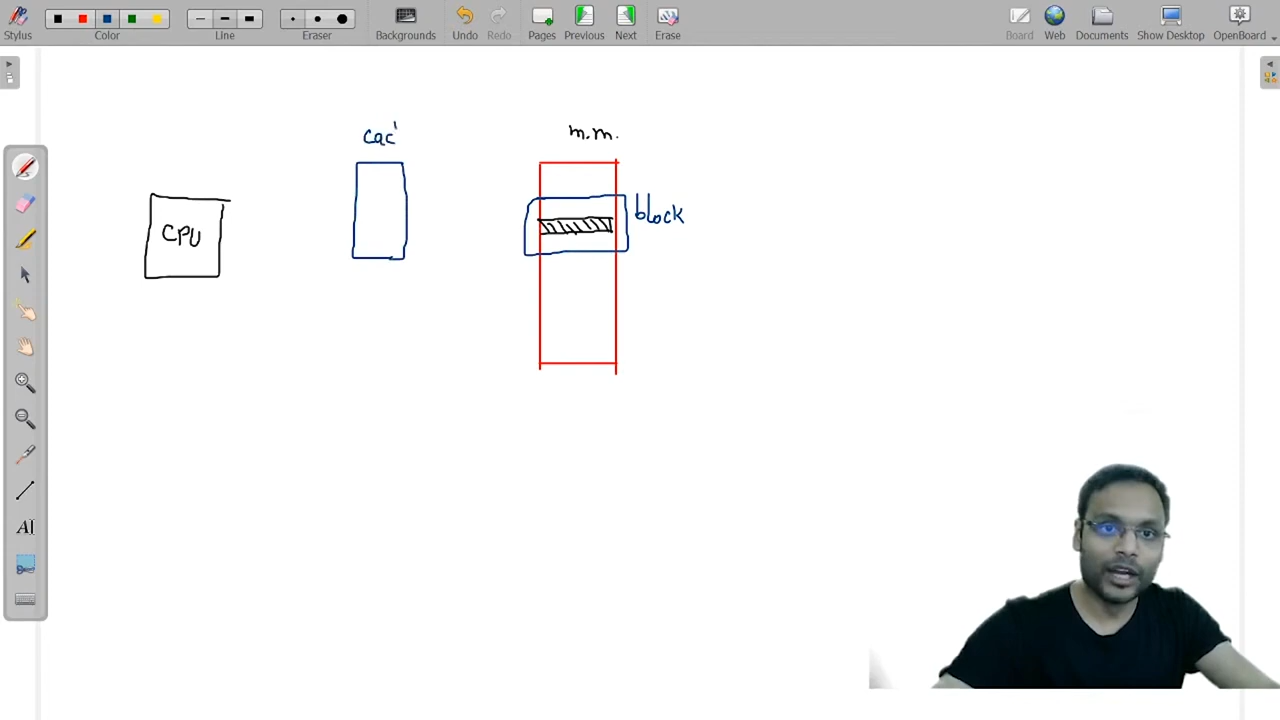 Stylus
Color
Line
Eraser
Backgrounds
Undo
Redo
Pages
Previous
Next
Erase
Board
Web
Documents
Show Desktop
OpenBoard
cac'
m.m.
block
CPU
AI